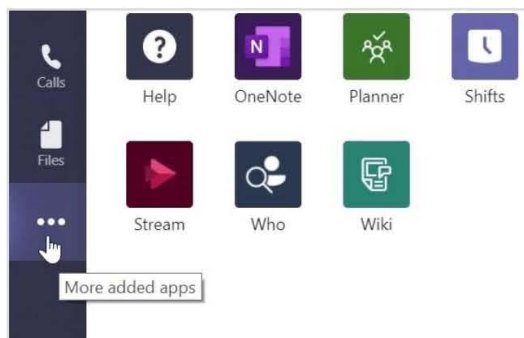 Calls
Files
Help OneNote Planner Shifts
N
Stream Who Wiki
More added apps